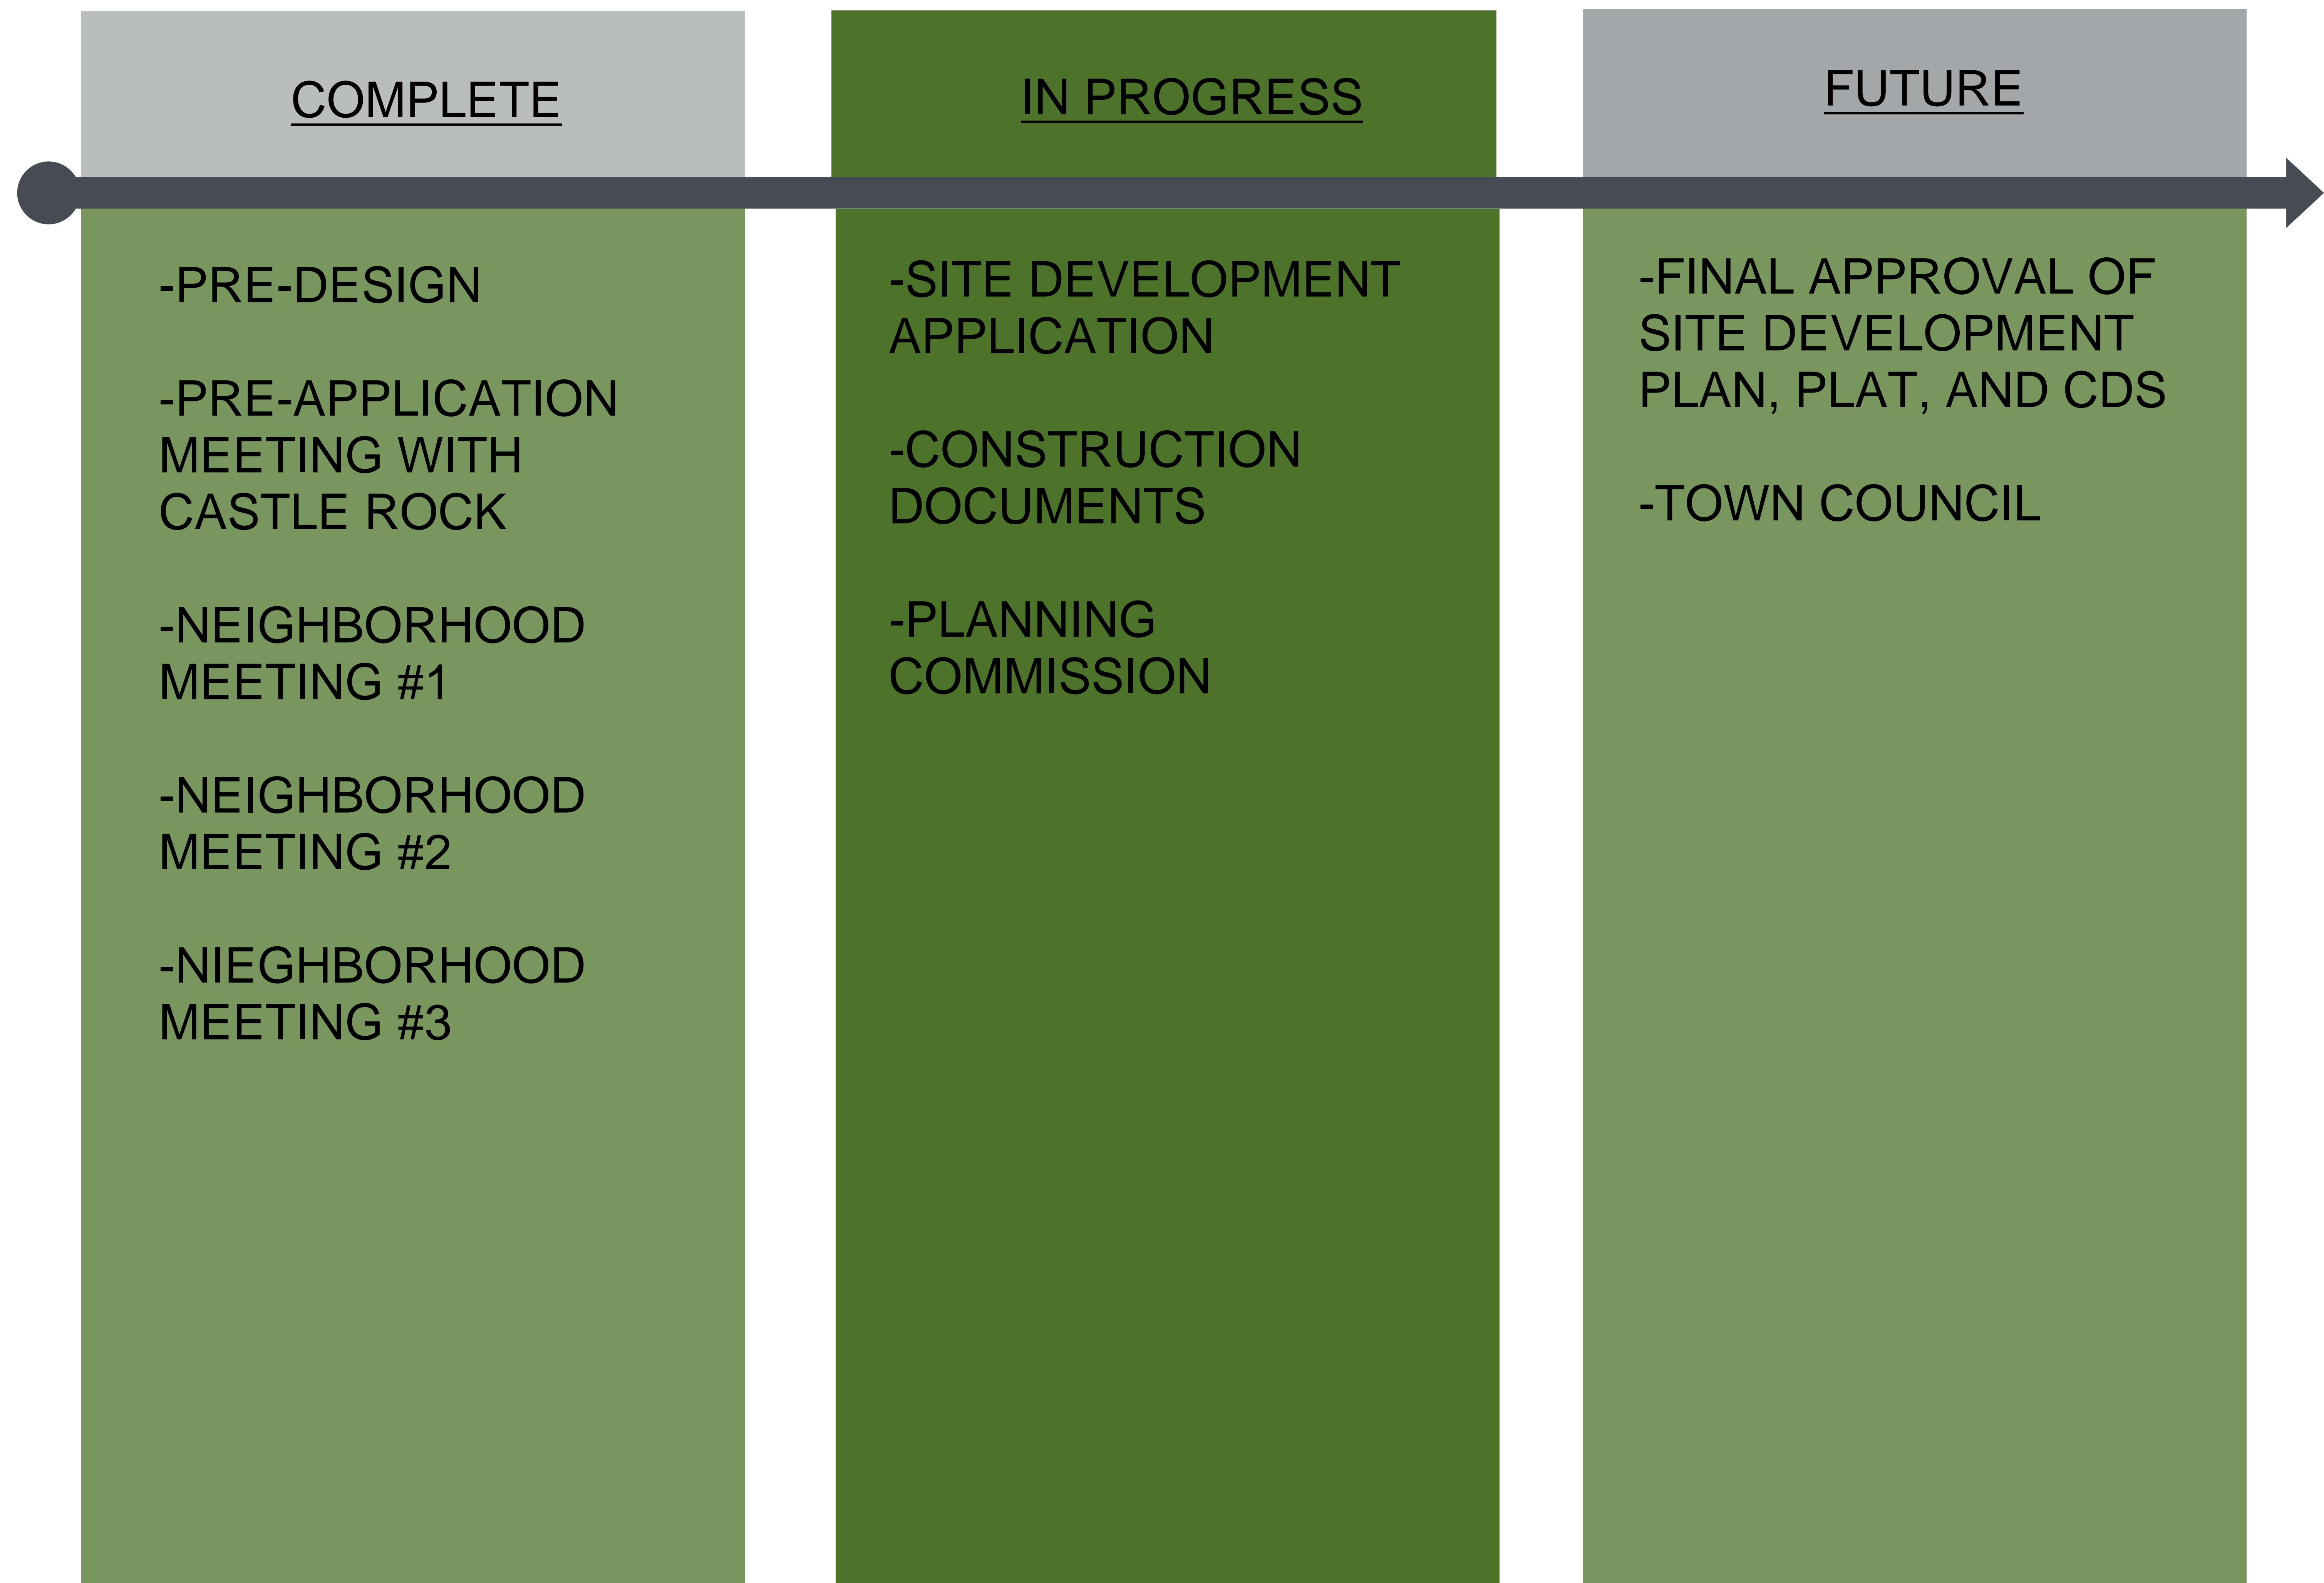 COMPLETE
-PRE-DESIGN
-PRE-APPLICATION
MEETING WITH
CASTLE ROCK
-NEIGHBORHOOD
MEETING #1
-NEIGHBORHOOD
MEETING #2
-NIEGHBORHOOD
MEETING #3
IN PROGRESS
-SITE DEVELOPMENT
APPLICATION
-CONSTRUCTION
DOCUMENTS
-PLANNING
COMMISSION
FUTURE
-FINAL APPROVAL OF
SITE DEVELOPMENT
PLAN, PLAT, AND CDS
-TOWN COUNCIL